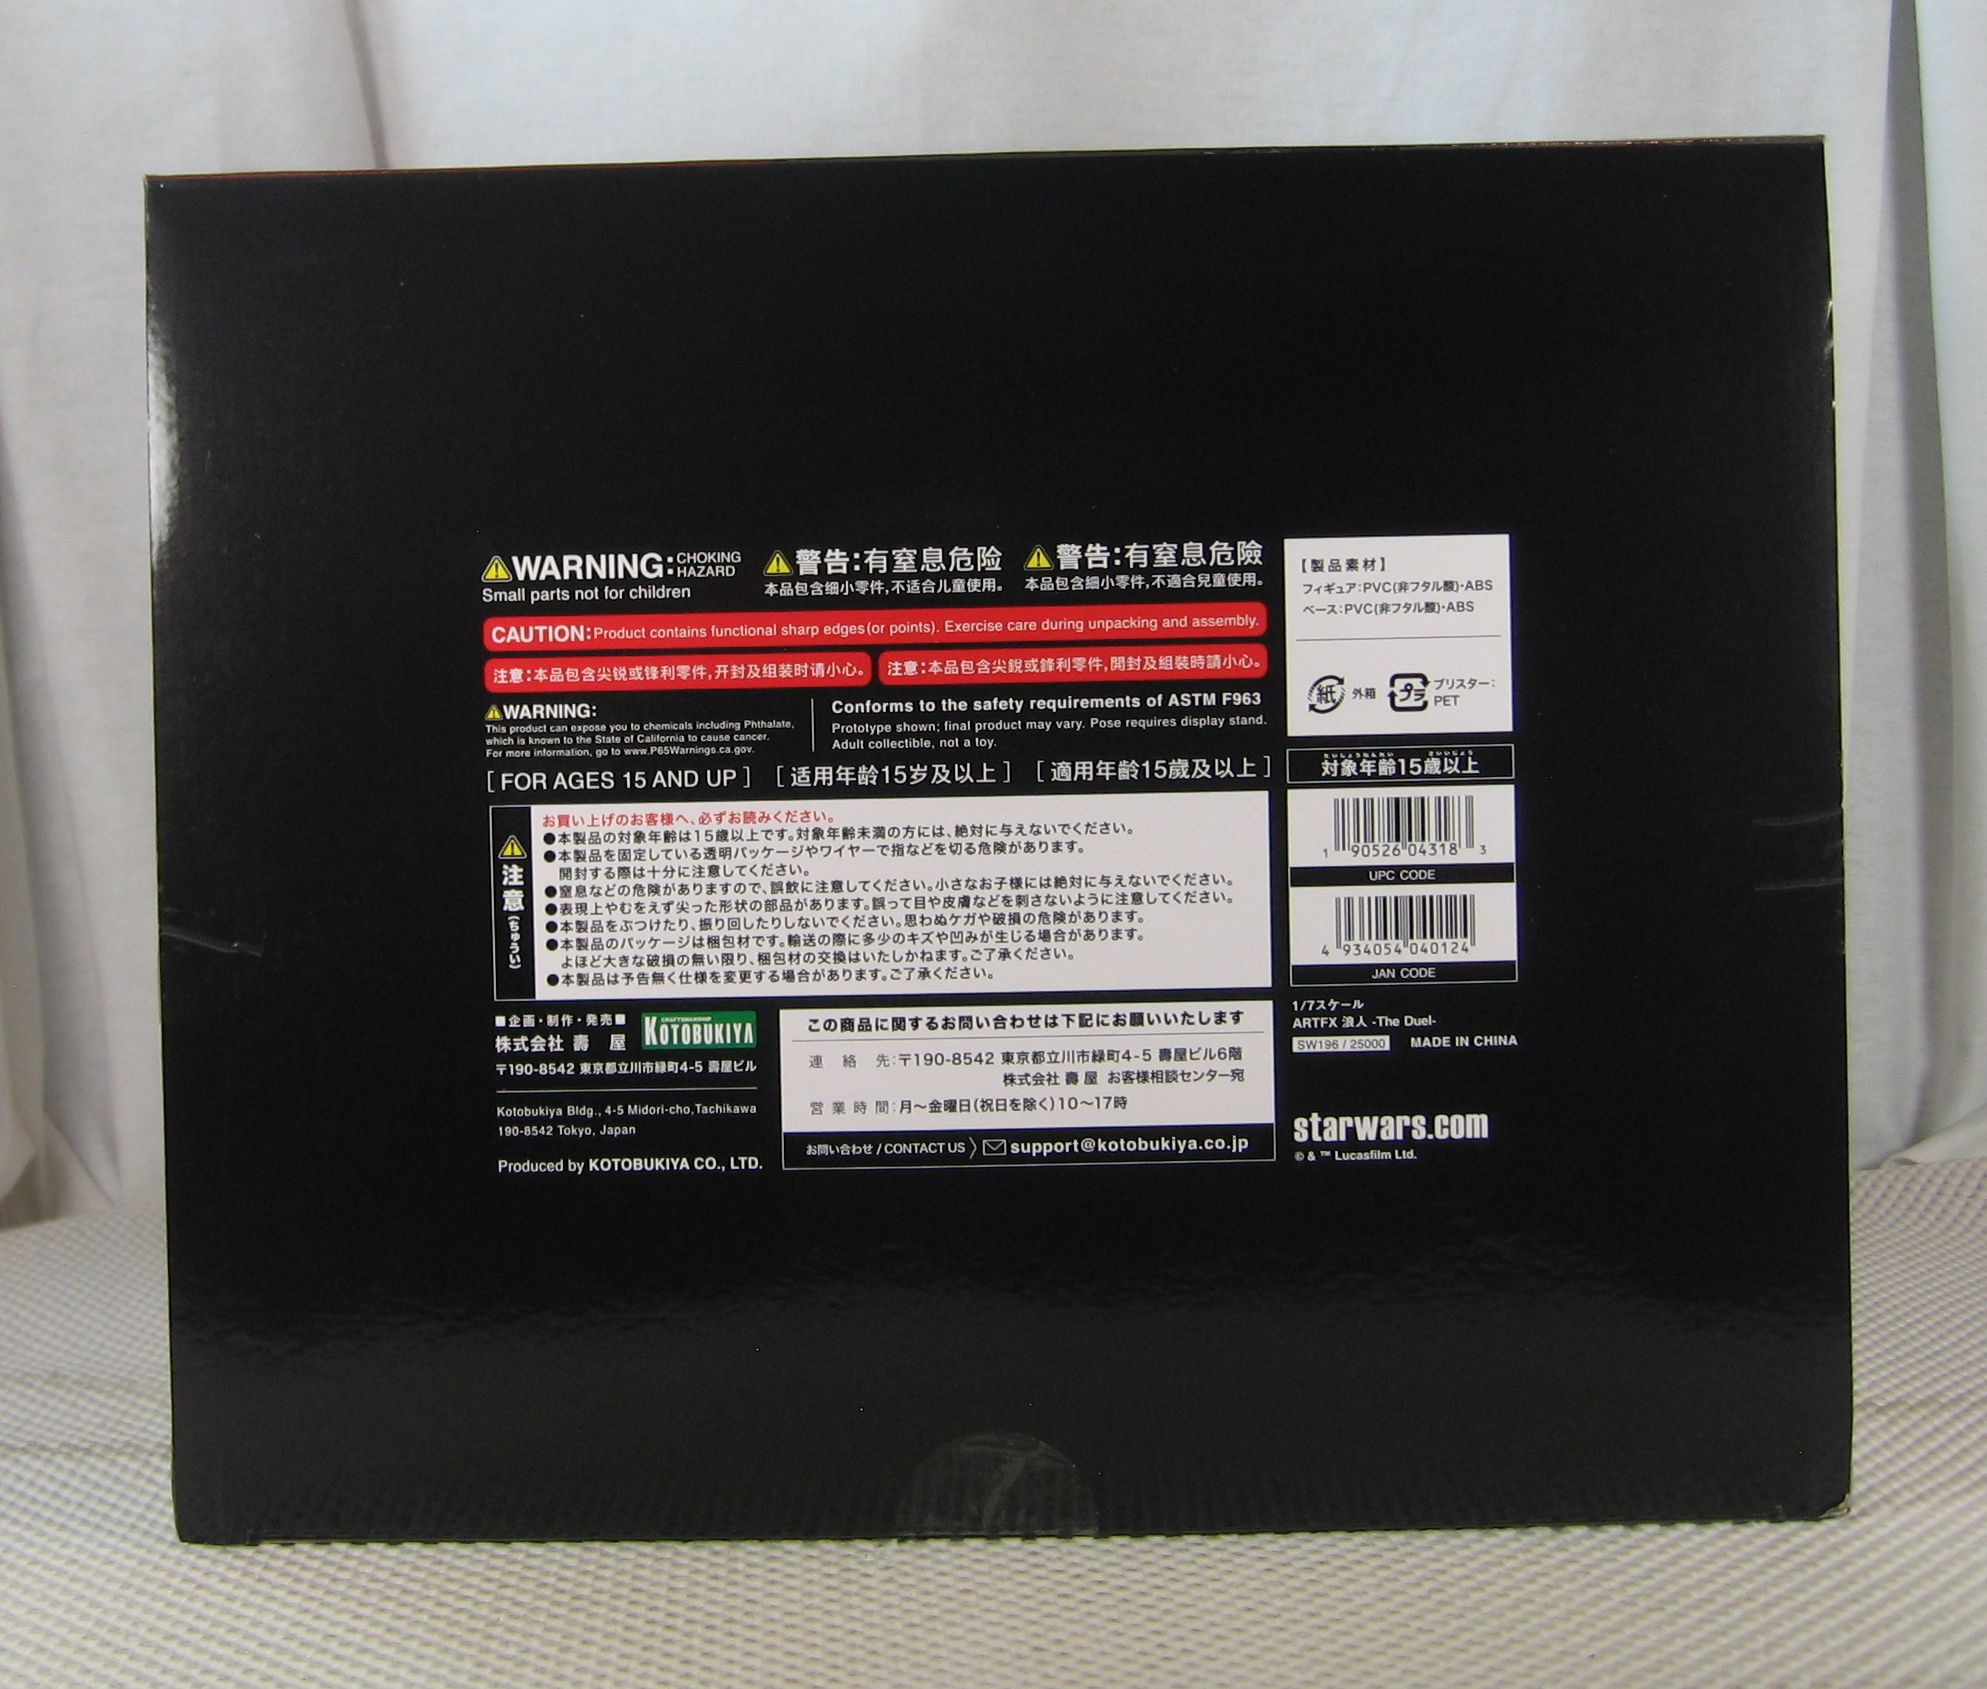 WARNING: CHOKING HAZARD
Small parts not for children
警告:有窒息危险
本品包含细小零件,不适合儿童使用。
警告:有窒息危險
本品包含細小零件,不適合兒童使用。
CAUTION:Product contains functional sharp edges(or points). Exercise care during unpacking and assembly.
注意:本品包含尖锐或锋利零件,开封及组装时请小心。
注意:本品包含尖銳或鋒利零件,開封及組裝時請小心。
WARNING:
This product can expose you to chemicals including Phthalate,
which is known to the State of California to cause cancer.
For more information, go to www.P65Warnings.ca.gov.
Conforms to the safety requirements of ASTM F963
Prototype shown; final product may vary. Pose requires display stand.
Adult collectible, not a toy.
[ FOR AGES 15 AND UP ]
[ 适用年龄15岁及以上 ]
[ 適用年齡15歲及以上 ]
注意(ちゅうい)
お買い上げのお客様へ、必ずお読みください。
●本製品の対象年齢は15歳以上です。対象年齢未満の方には、絶対に与えないでください。
●本製品を固定している透明パッケージやワイヤーで指などを切る危険があります。
開封する際は十分に注意してください。
●窒息などの危険がありますので、誤飲に注意してください。小さなお子様には絶対に与えないでください。
●表現上やむをえず尖った形状の部品があります。誤って目や皮膚などを刺さないように注意してください。
●本製品をぶつけたり、振り回したりしないでください。思わぬケガや破損の危険があります。
●本製品のパッケージは梱包材です。輸送の際に多少のキズや凹みが生じる場合があります。
よほど大きな破損の無い限り、梱包材の交換はいたしかねます。ご了承ください。
●本製品は予告無く仕様を変更する場合があります。ご了承ください。
■企画・制作・発売■
株式会社 壽 屋
CRAFTSMANSHIP
KOTOBUKIYA
〒190-8542 東京都立川市緑町4-5 壽屋ビル
Kotobukiya Bldg., 4-5 Midori-cho,Tachikawa
190-8542 Tokyo, Japan
Produced by KOTOBUKIYA CO., LTD.
この商品に関するお問い合わせは下記にお願いいたします
連絡先:〒190-8542 東京都立川市緑町4-5 壽屋ビル6階
株式会社 壽 屋 お客様相談センター宛
営業時間:月〜金曜日(祝日を除く)10〜17時
お問い合わせ / CONTACT US 〉 support@kotobukiya.co.jp
【製品素材】
フィギュア:PVC(非フタル酸)・ABS
ベース:PVC(非フタル酸)・ABS
紙 外箱
プラ ブリスター:
PET
たいしょうねんれい さいいじょう
対象年齢15歳以上
1 90526 04318 3
UPC CODE
4 934054 040124
JAN CODE
1/7スケール
ARTFX 浪人 -The Duel-
SW196 / 25000 MADE IN CHINA
starwars.com
© & ™ Lucasfilm Ltd.